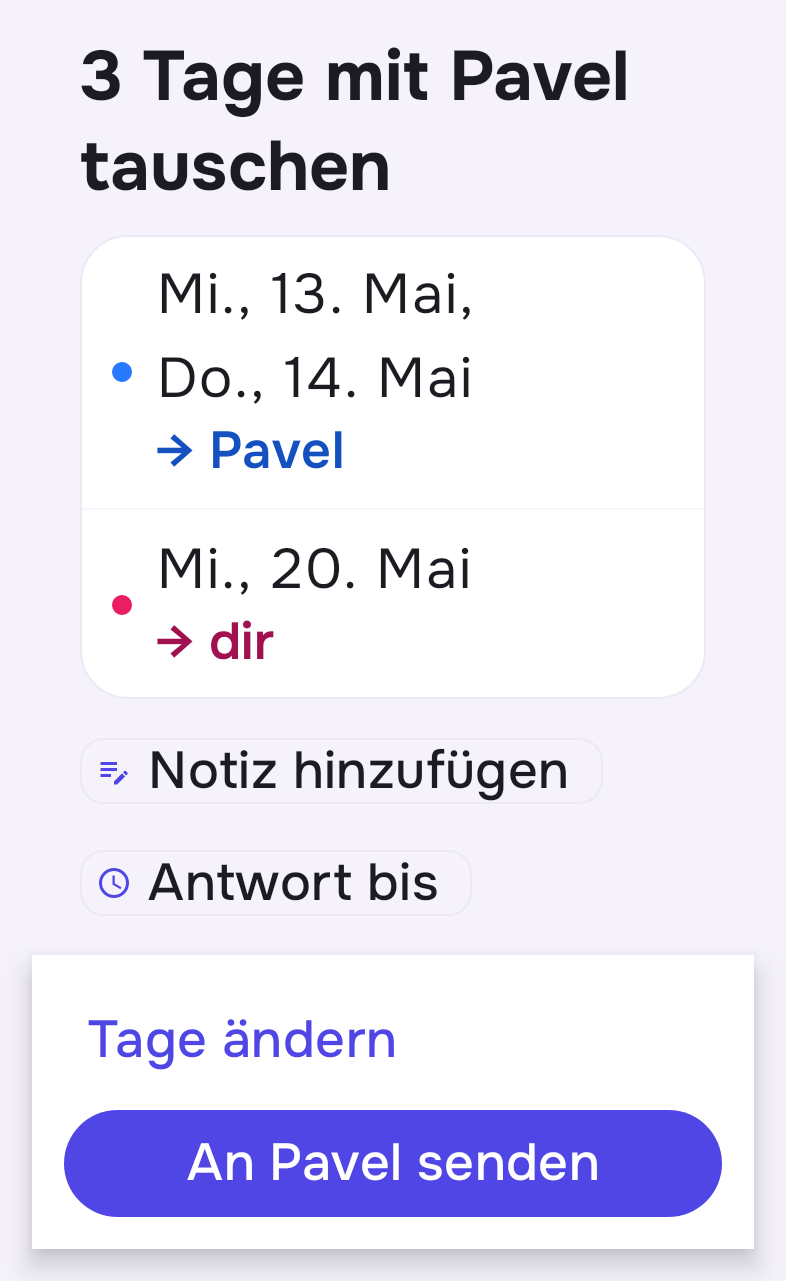 3 Tage mit Pavel
tauschen
Mi., 13. Mai,
Do., 14. Mai
→ Pavel
Mi., 20. Mai
→ dir
Notiz hinzufügen
Antwort bis
Tage ändern
An Pavel senden